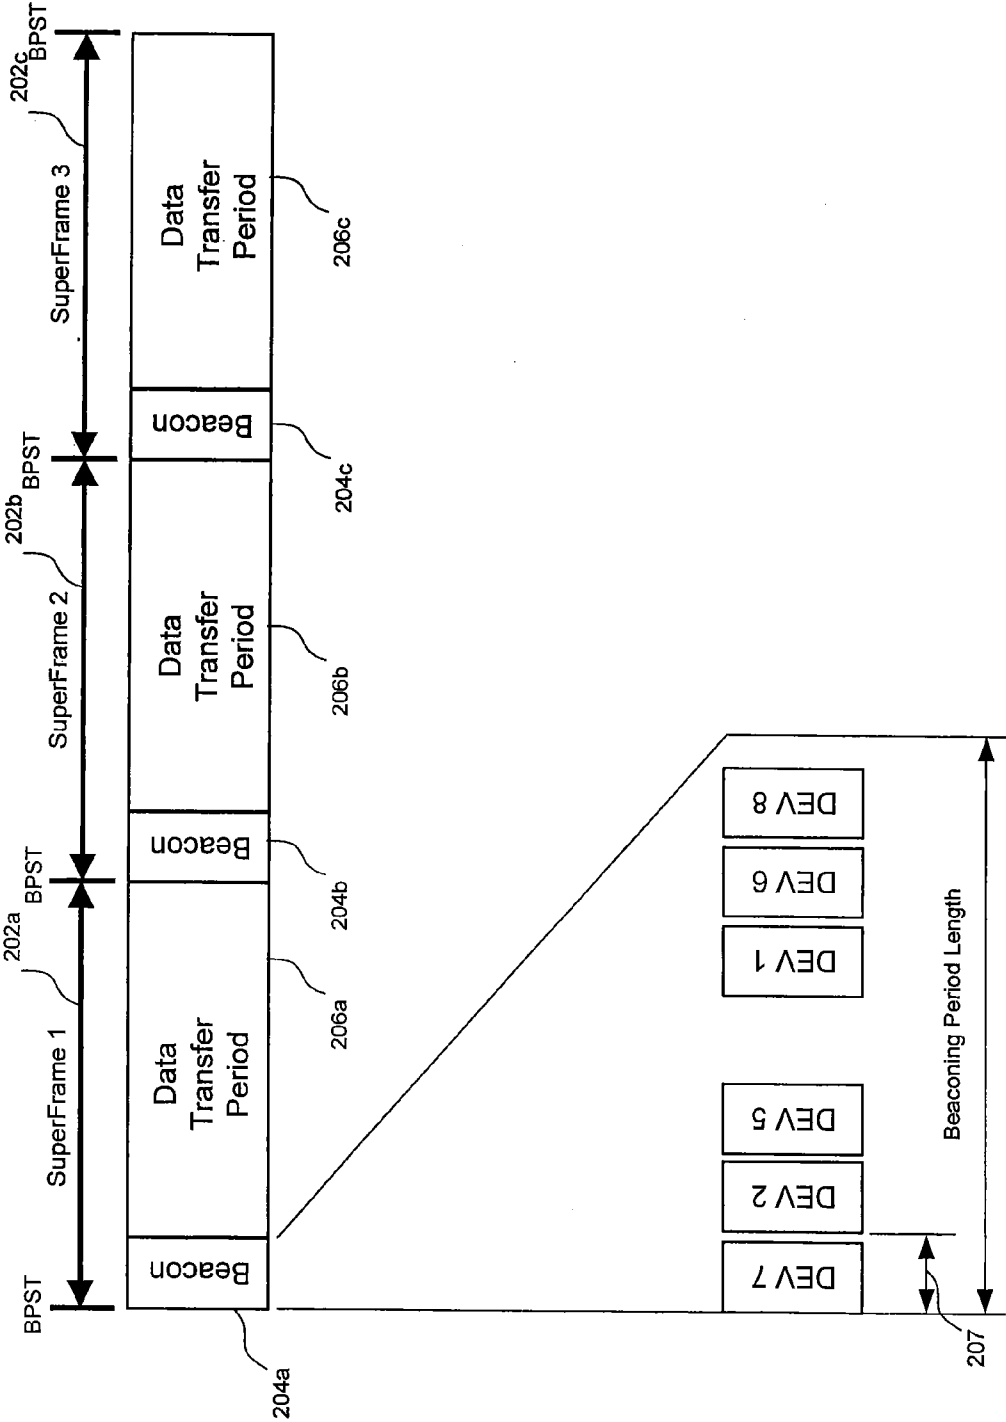 BPST
202a
BPST
202b
BPST
202c
BPST
SuperFrame 1
SuperFrame 2
SuperFrame 3
Beacon
Data
Transfer
Period
Beacon
Data
Transfer
Period
Beacon
Data
Transfer
Period
204a
206a
204b
206b
204c
206c
DEV 7
DEV 2
DEV 5
DEV 1
DEV 6
DEV 8
207
Beaconing Period Length